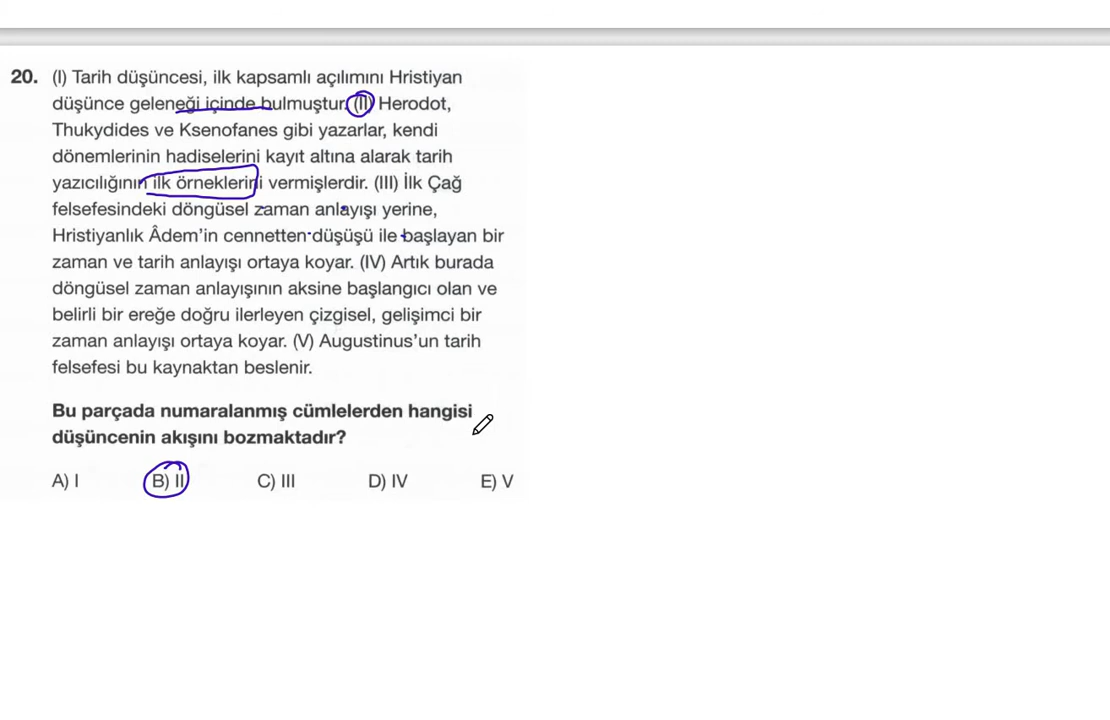 20. (I) Tarih düşüncesi, ilk kapsamlı açılımını Hristiyan
düşünce geleneği içinde bulmuştur. (II) Herodot,
Thukydides ve Ksenofanes gibi yazarlar, kendi
dönemlerinin hadiselerini kayıt altına alarak tarih
yazıcılığının ilk örneklerini vermişlerdir. (III) İlk Çağ
felsefesindeki döngüsel zaman anlayışı yerine,
Hristiyanlık Âdem'in cennetten düşüşü ile başlayan bir
zaman ve tarih anlayışı ortaya koyar. (IV) Artık burada
döngüsel zaman anlayışının aksine başlangıcı olan ve
belirli bir ereğe doğru ilerleyen çizgisel, gelişimci bir
zaman anlayışı ortaya koyar. (V) Augustinus'un tarih
felsefesi bu kaynaktan beslenir.
Bu parçada numaralanmış cümlelerden hangisi
düşüncenin akışını bozmaktadır?
A) I B) II C) III D) IV E) V